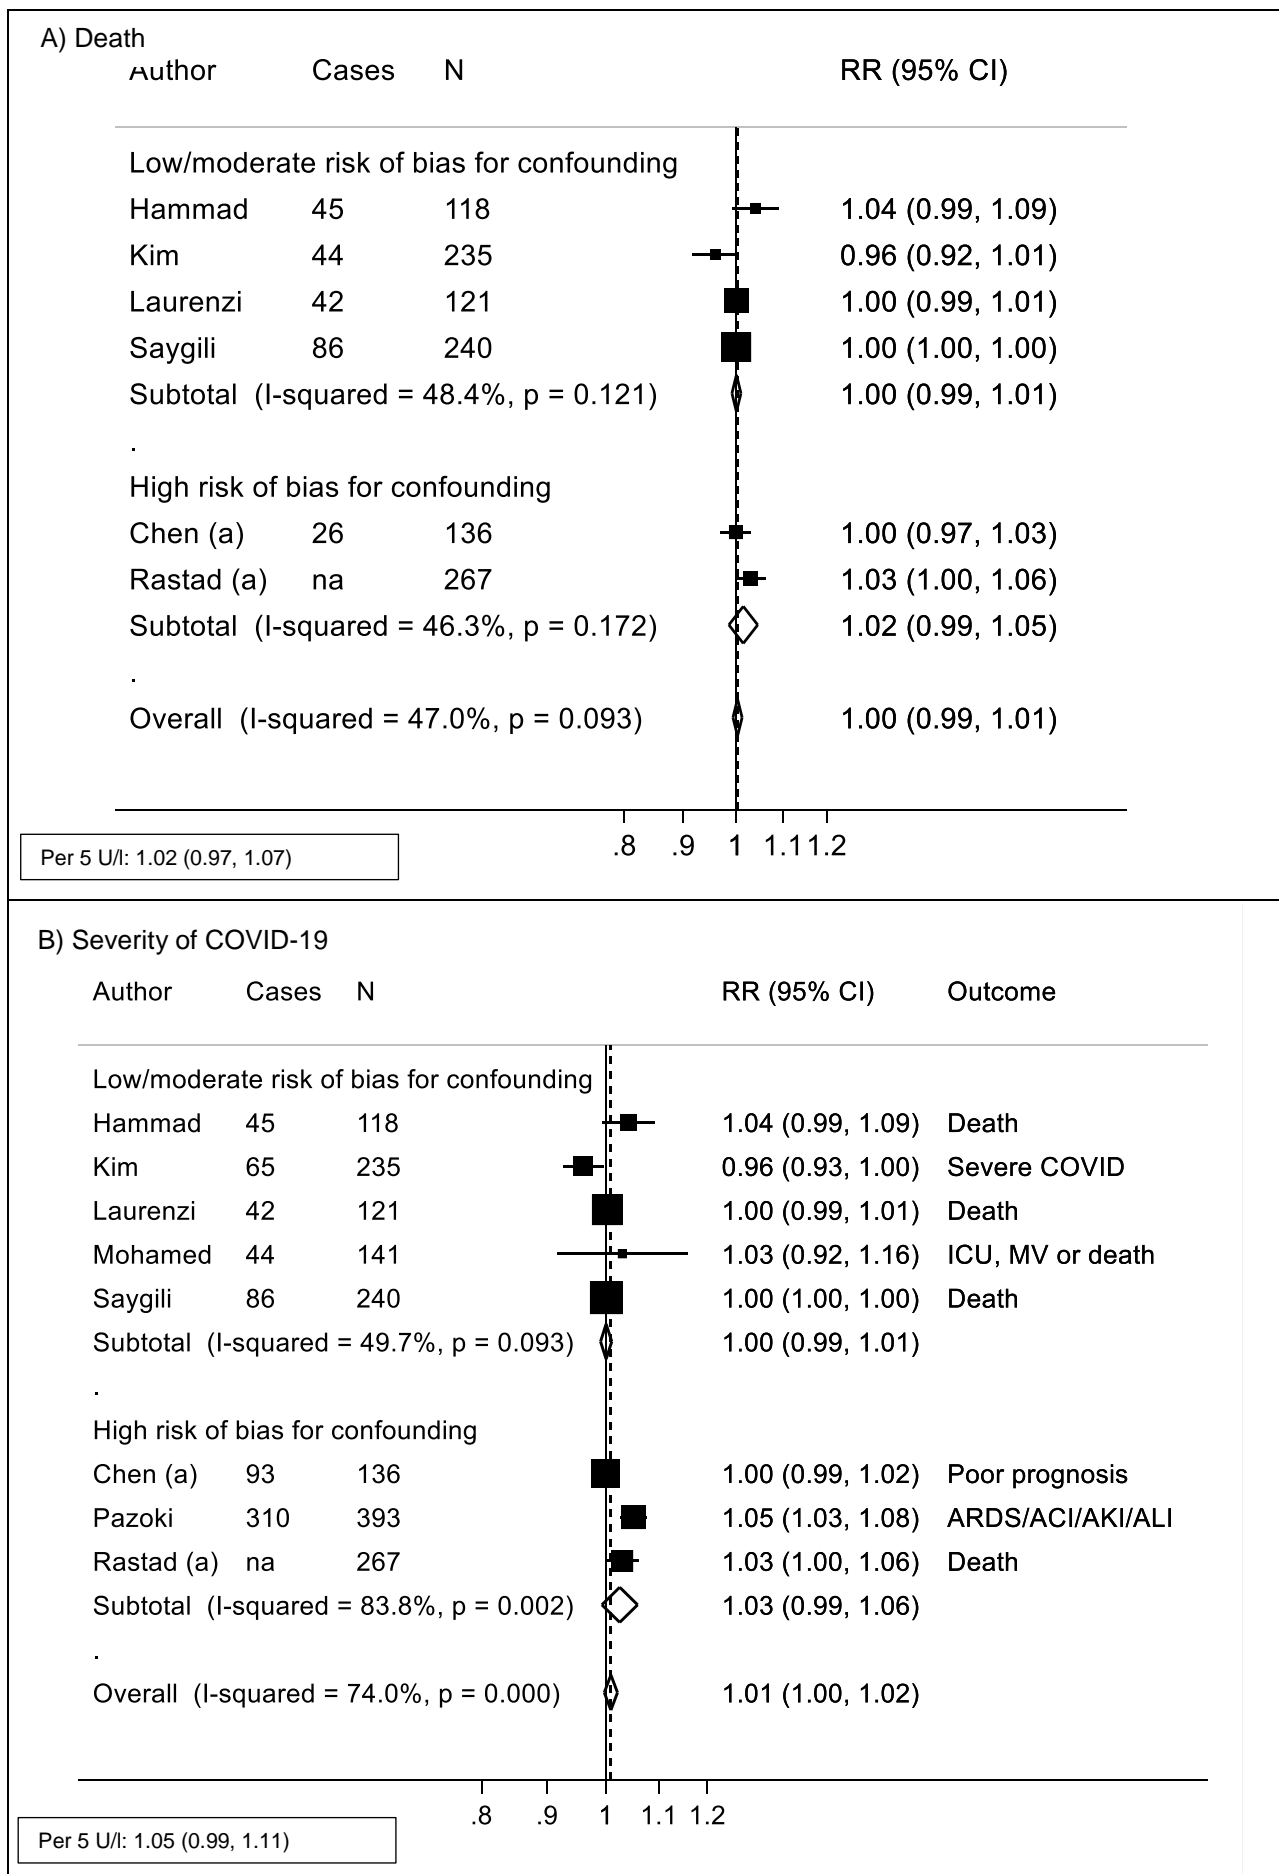 A) Death
Author Cases N RR (95% CI)
Low/moderate risk of bias for confounding
Hammad 45 118 1.04 (0.99, 1.09)
Kim 44 235 0.96 (0.92, 1.01)
Laurenzi 42 121 1.00 (0.99, 1.01)
Saygili 86 240 1.00 (1.00, 1.00)
Subtotal (I-squared = 48.4%, p = 0.121) 1.00 (0.99, 1.01)
.
High risk of bias for confounding
Chen (a) 26 136 1.00 (0.97, 1.03)
Rastad (a) na 267 1.03 (1.00, 1.06)
Subtotal (I-squared = 46.3%, p = 0.172) 1.02 (0.99, 1.05)
.
Overall (I-squared = 47.0%, p = 0.093) 1.00 (0.99, 1.01)
.8 .9 1 1.1 1.2
Per 5 U/l: 1.02 (0.97, 1.07)
B) Severity of COVID-19
Author Cases N RR (95% CI) Outcome
Low/moderate risk of bias for confounding
Hammad 45 118 1.04 (0.99, 1.09) Death
Kim 65 235 0.96 (0.93, 1.00) Severe COVID
Laurenzi 42 121 1.00 (0.99, 1.01) Death
Mohamed 44 141 1.03 (0.92, 1.16) ICU, MV or death
Saygili 86 240 1.00 (1.00, 1.00) Death
Subtotal (I-squared = 49.7%, p = 0.093) 1.00 (0.99, 1.01)
.
High risk of bias for confounding
Chen (a) 93 136 1.00 (0.99, 1.02) Poor prognosis
Pazoki 310 393 1.05 (1.03, 1.08) ARDS/ACI/AKI/ALI
Rastad (a) na 267 1.03 (1.00, 1.06) Death
Subtotal (I-squared = 83.8%, p = 0.002) 1.03 (0.99, 1.06)
.
Overall (I-squared = 74.0%, p = 0.000) 1.01 (1.00, 1.02)
.8 .9 1 1.1 1.2
Per 5 U/l: 1.05 (0.99, 1.11)